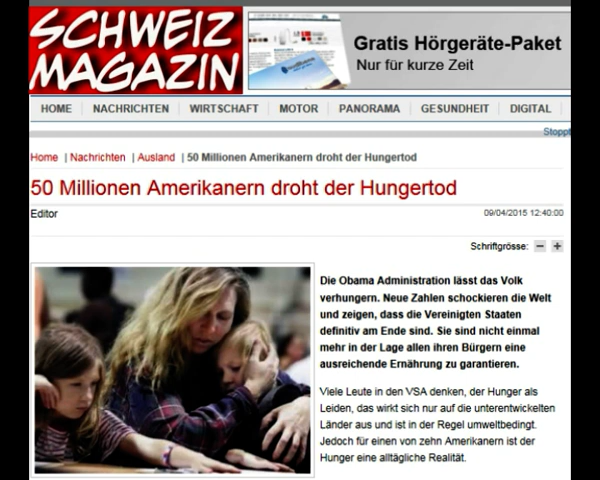 SCHWEIZ
MAGAZIN
Gratis Hörgeräte-Paket
Nur für kurze Zeit
HOME NACHRICHTEN WIRTSCHAFT MOTOR PANORAMA GESUNDHEIT DIGITAL
Stoppt
Home | Nachrichten | Ausland | 50 Millionen Amerikanern droht der Hungertod
50 Millionen Amerikanern droht der Hungertod
Editor 09/04/2015 12:40:00
Schriftgrösse:
Die Obama Administration lässt das Volk
verhungern. Neue Zahlen schockieren die Welt
und zeigen, dass die Vereinigten Staaten
definitiv am Ende sind. Sie sind nicht einmal
mehr in der Lage allen ihren Bürgern eine
ausreichende Ernährung zu garantieren.
Viele Leute in den VSA denken, der Hunger als
Leiden, das wirkt sich nur auf die unterentwickelten
Länder aus und ist in der Regel umweltbedingt.
Jedoch für einen von zehn Amerikanern ist der
Hunger eine alltägliche Realität.